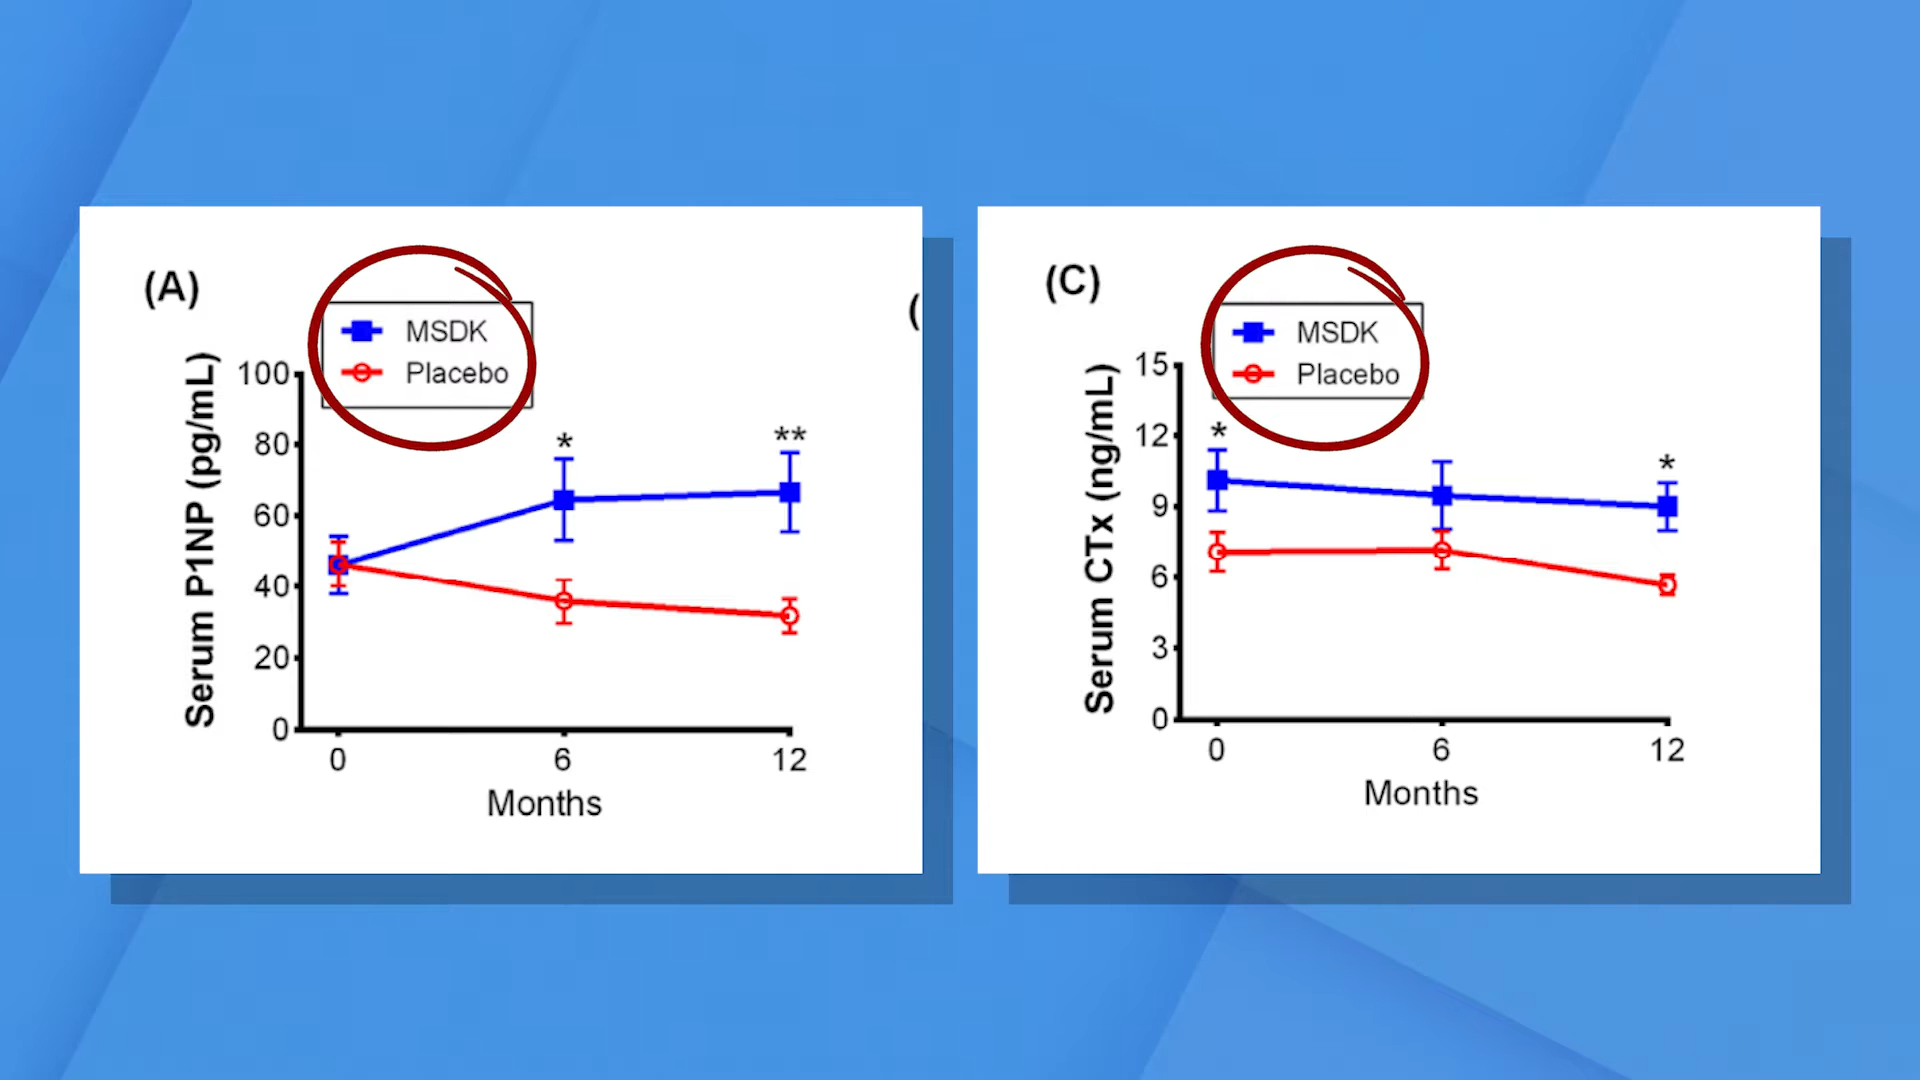 (A)
MSDK
Placebo
Serum P1NP (pg/mL)
100
80
60
40
20
0
*
**
0 6 12
Months
(
(C)
MSDK
Placebo
Serum CTx (ng/mL)
15
12
9
6
3
0
*
*
0 6 12
Months